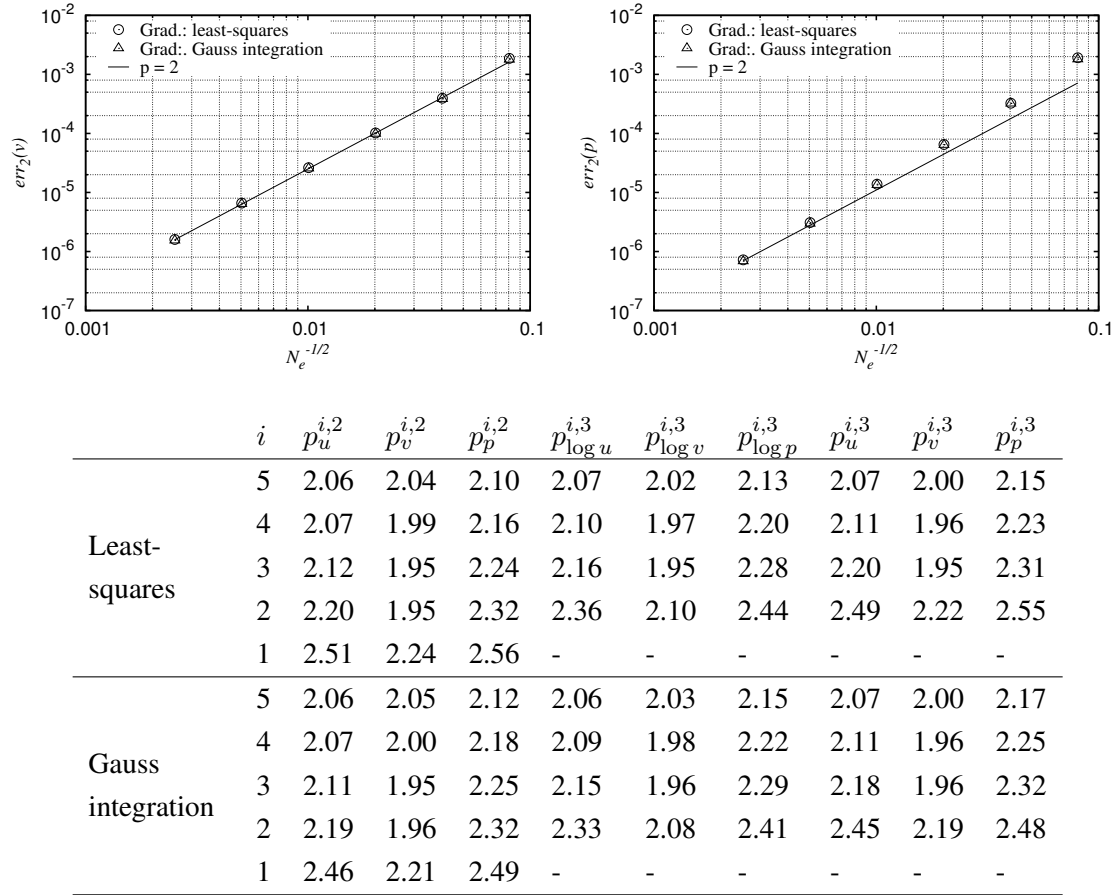 10^-2
10^-3
10^-4
10^-5
10^-6
10^-7
0.001 0.01 0.1
err_2(v)
N_e^-1/2
Grad.: least-squares
Grad:. Gauss integration
p = 2
10^-2
10^-3
10^-4
10^-5
10^-6
10^-7
0.001 0.01 0.1
err_2(p)
N_e^-1/2
Grad.: least-squares
Grad:. Gauss integration
p = 2
i p_u^{i,2} p_v^{i,2} p_p^{i,2} p_{log u}^{i,3} p_{log v}^{i,3} p_{log p}^{i,3} p_u^{i,3} p_v^{i,3} p_p^{i,3}
Least-
squares
5 2.06 2.04 2.10 2.07 2.02 2.13 2.07 2.00 2.15
4 2.07 1.99 2.16 2.10 1.97 2.20 2.11 1.96 2.23
3 2.12 1.95 2.24 2.16 1.95 2.28 2.20 1.95 2.31
2 2.20 1.95 2.32 2.36 2.10 2.44 2.49 2.22 2.55
1 2.51 2.24 2.56 - - - - - -
Gauss
integration
5 2.06 2.05 2.12 2.06 2.03 2.15 2.07 2.00 2.17
4 2.07 2.00 2.18 2.09 1.98 2.22 2.11 1.96 2.25
3 2.11 1.95 2.25 2.15 1.96 2.29 2.18 1.96 2.32
2 2.19 1.96 2.32 2.33 2.08 2.41 2.45 2.19 2.48
1 2.46 2.21 2.49 - - - - - -